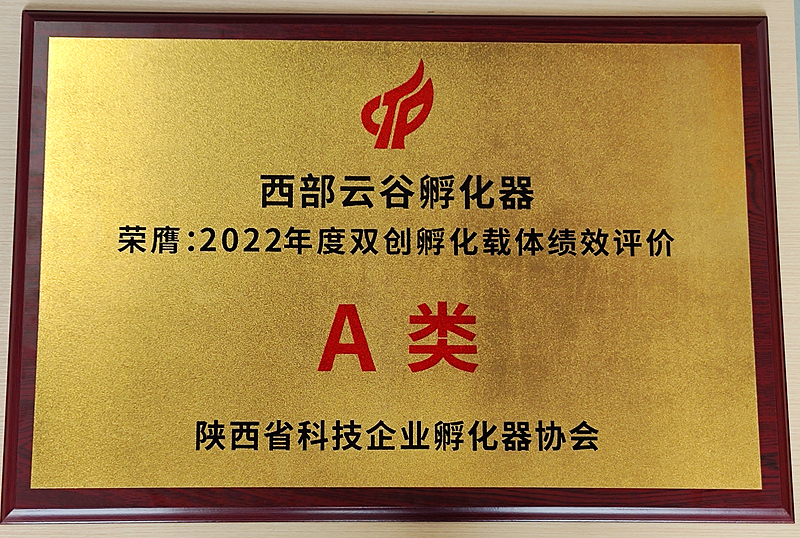 西部云谷孵化器
荣膺:2022年度双创孵化载体绩效评价
A 类
陕西省科技企业孵化器协会